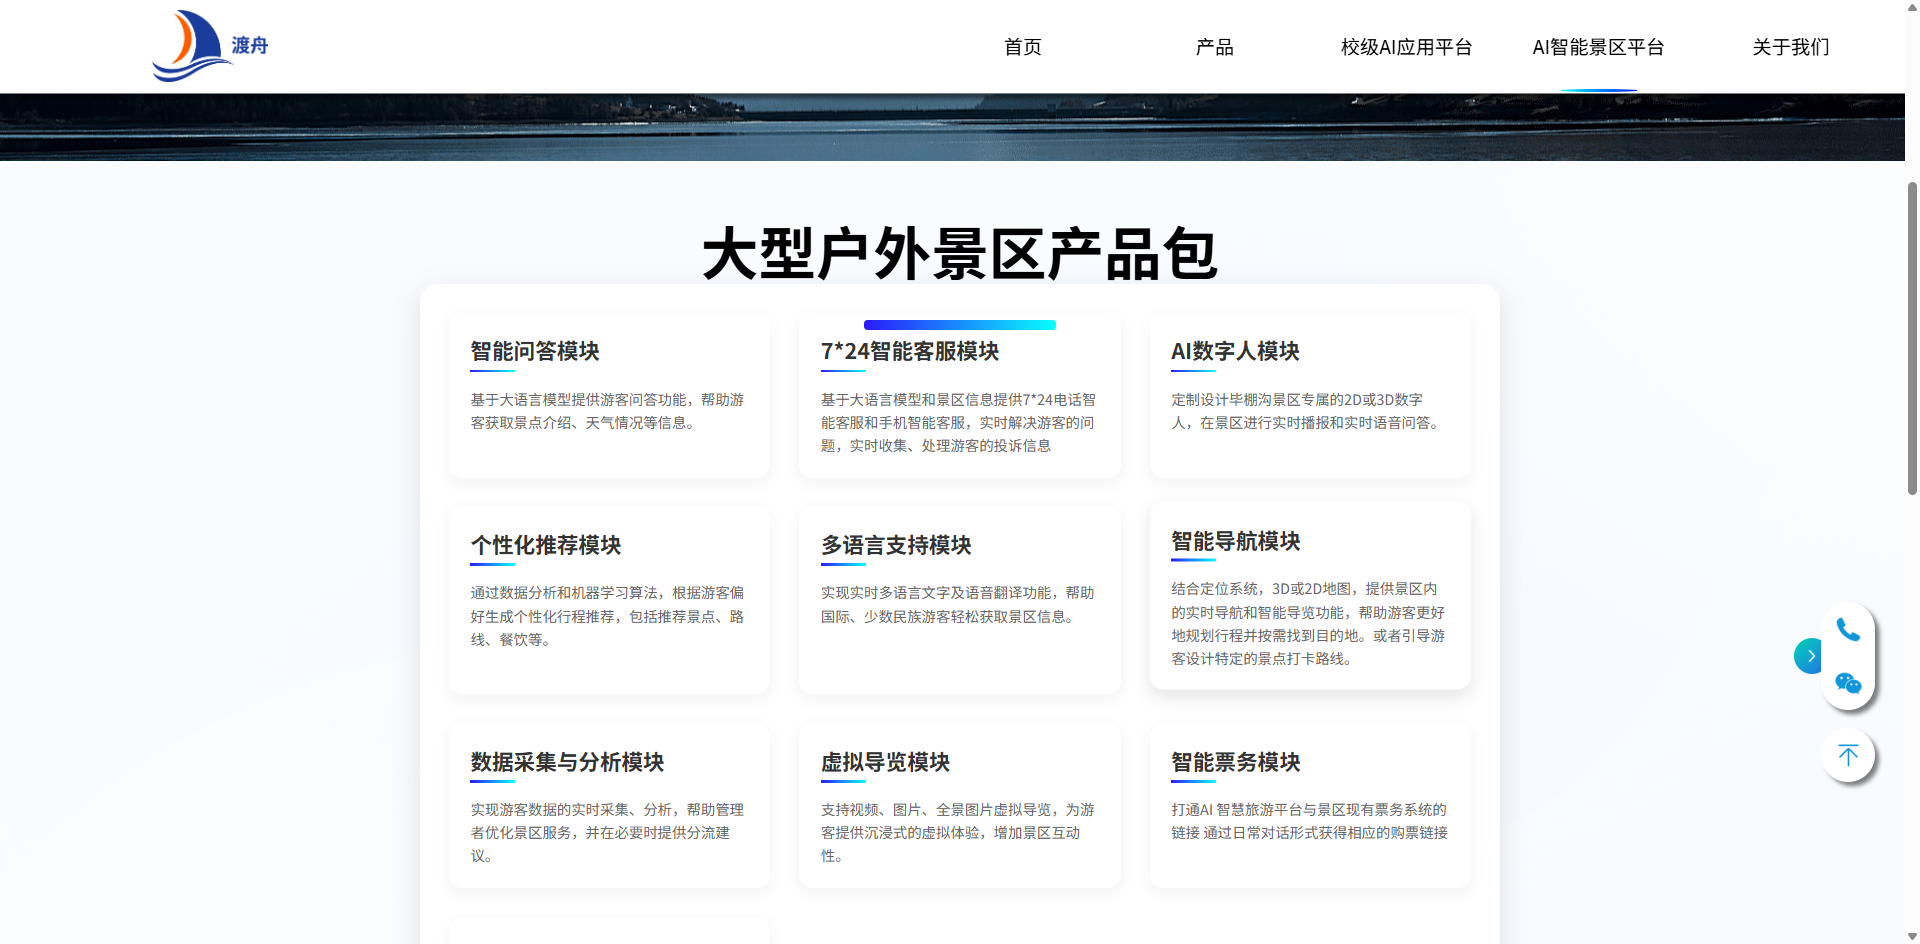 渡舟
首页
产品
校级AI应用平台
AI智能景区平台
关于我们
大型户外景区产品包
智能问答模块
基于大语言模型提供游客问答功能，帮助游
客获取景点介绍、天气情况等信息。
7*24智能客服模块
基于大语言模型和景区信息提供7*24电话智
能客服和手机智能客服，实时解决游客的问
题，实时收集、处理游客的投诉信息
AI数字人模块
定制设计毕棚沟景区专属的2D或3D数字
人，在景区进行实时播报和实时语音问答。
个性化推荐模块
通过数据分析和机器学习算法，根据游客偏
好生成个性化行程推荐，包括推荐景点、路
线、餐饮等。
多语言支持模块
实现实时多语言文字及语音翻译功能，帮助
国际、少数民族游客轻松获取景区信息。
智能导航模块
结合定位系统，3D或2D地图，提供景区内
的实时导航和智能导览功能，帮助游客更好
地规划行程并按需找到目的地。或者引导游
客设计特定的景点打卡路线。
数据采集与分析模块
实现游客数据的实时采集、分析，帮助管理
者优化景区服务，并在必要时提供分流建
议。
虚拟导览模块
支持视频、图片、全景图片虚拟导览，为游
客提供沉浸式的虚拟体验，增加景区互动
性。
智能票务模块
打通AI 智慧旅游平台与景区现有票务系统的
链接 通过日常对话形式获得相应的购票链接